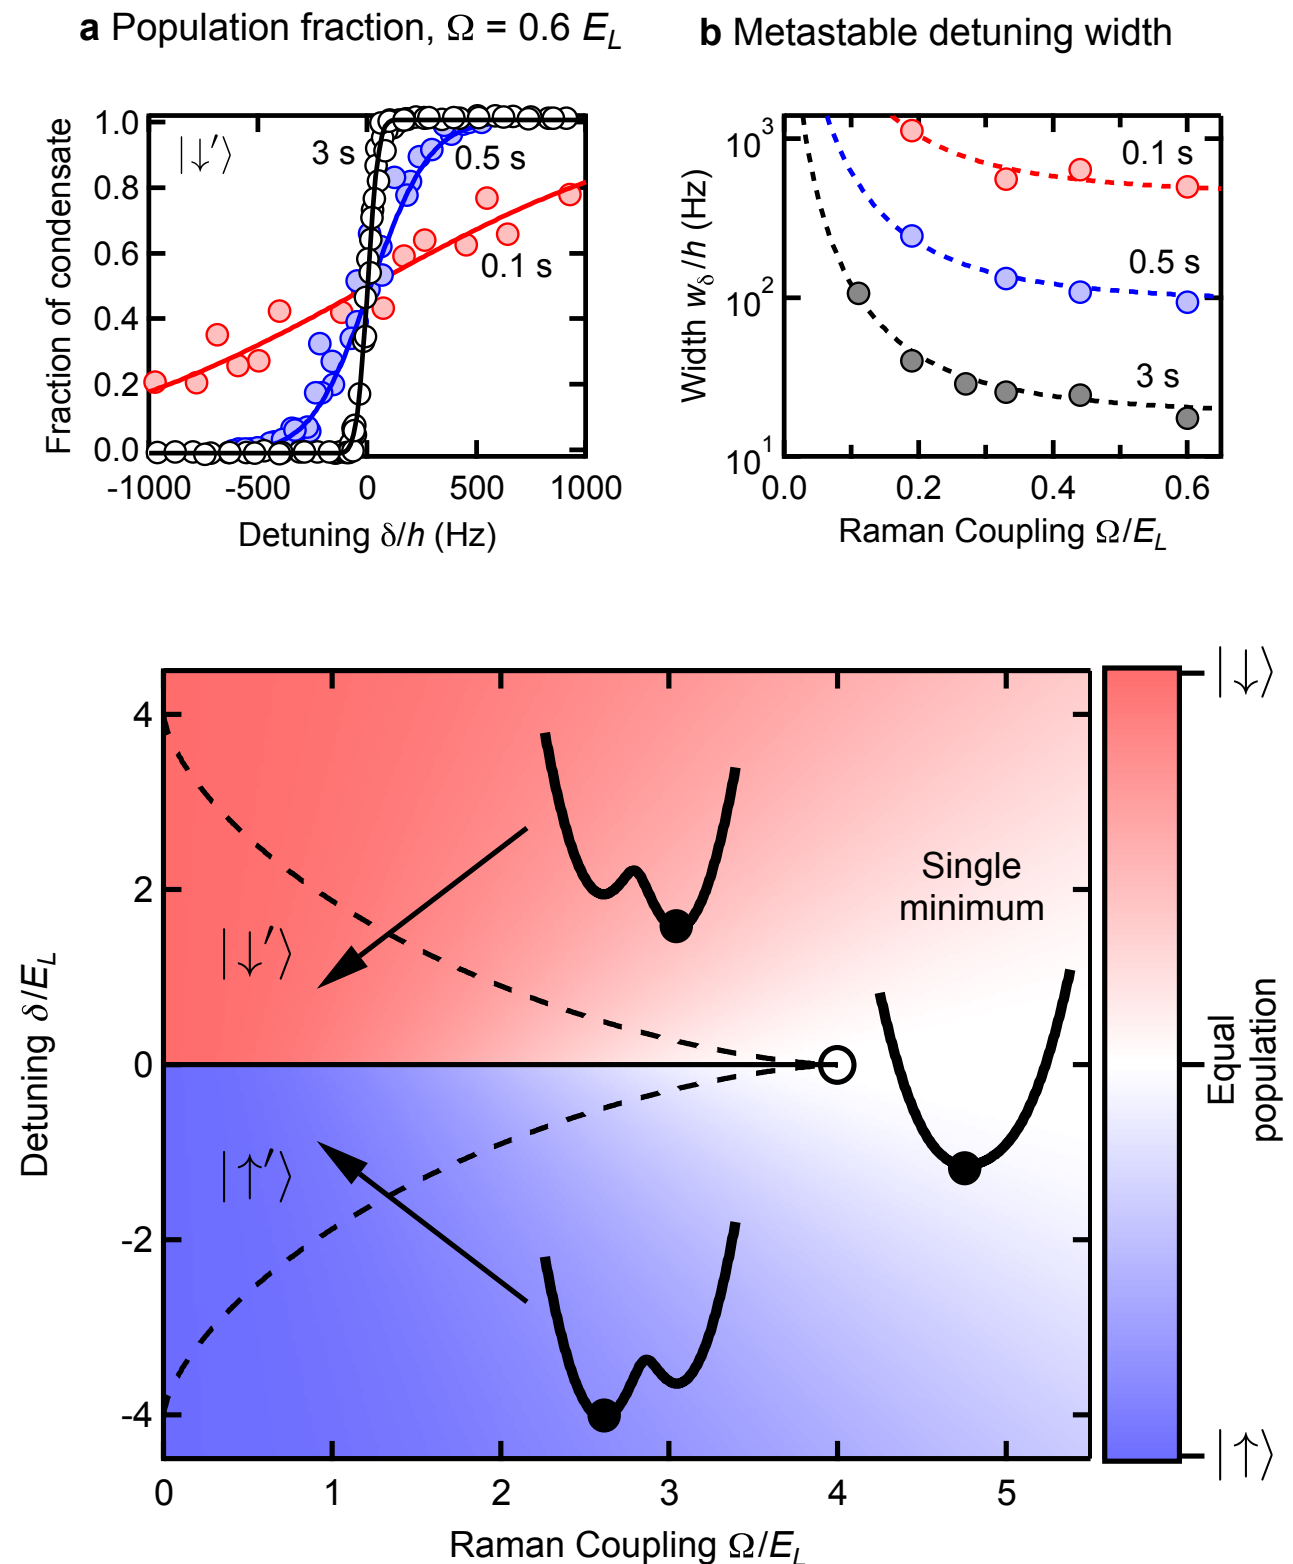 a Population fraction, Ω = 0.6 E_L
b Metastable detuning width
Fraction of condensate
1.0
0.8
0.6
0.4
0.2
0.0
|↓′⟩
3 s
0.5 s
0.1 s
-1000 -500 0 500 1000
Detuning δ/h (Hz)
Width w_δ/h (Hz)
10^3
10^2
10^1
0.1 s
0.5 s
3 s
0.0 0.2 0.4 0.6
Raman Coupling Ω/E_L
Detuning δ/E_L
4
2
0
-2
-4
|↓′⟩
|↑′⟩
Single
minimum
0 1 2 3 4 5
Raman Coupling Ω/E_L
|↓⟩
Equal
population
|↑⟩